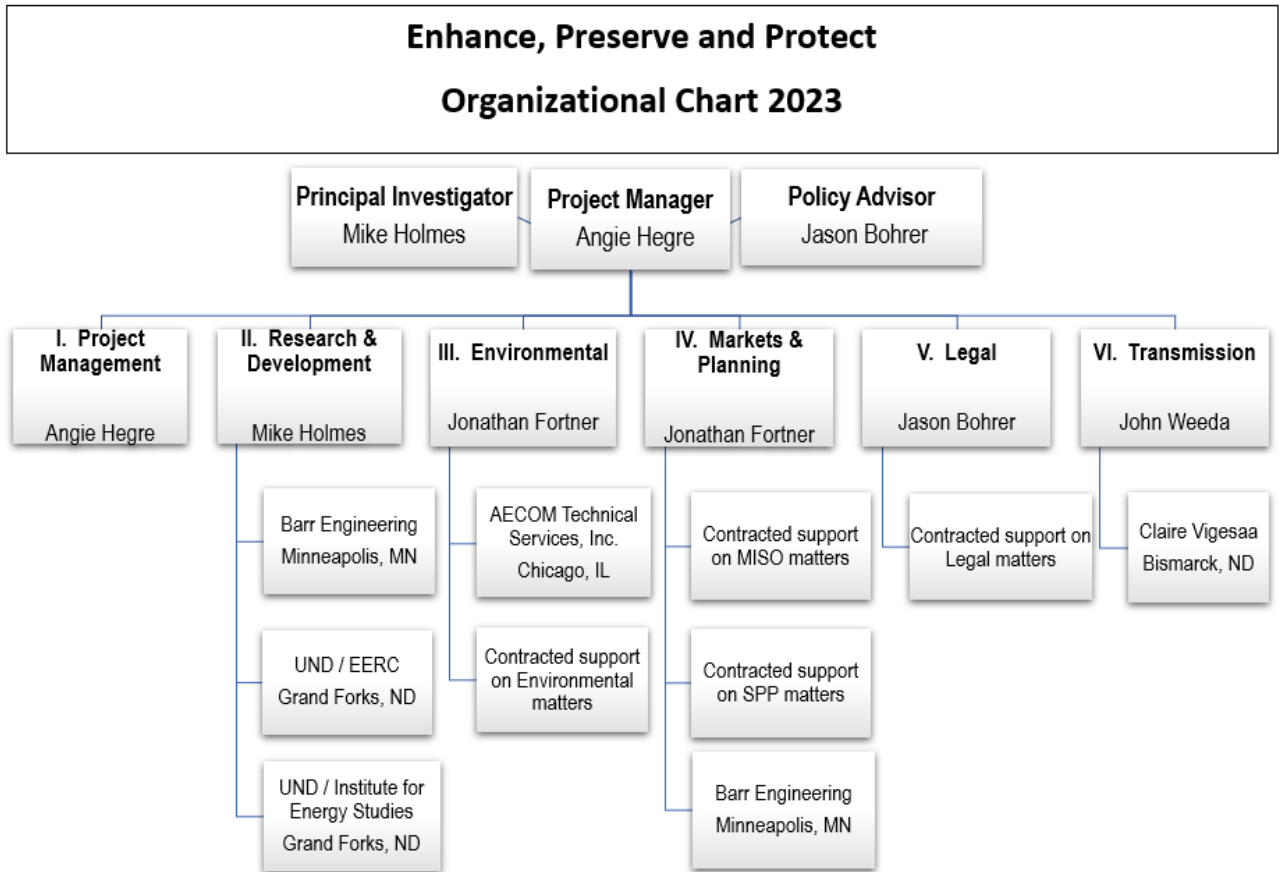 Enhance, Preserve and Protect
Organizational Chart 2023
Principal Investigator
Mike Holmes
Project Manager
Angie Hegre
Policy Advisor
Jason Bohrer
I. Project
Management
Angie Hegre
II. Research &
Development
Mike Holmes
III. Environmental
Jonathan Fortner
IV. Markets &
Planning
Jonathan Fortner
V. Legal
Jason Bohrer
VI. Transmission
John Weeda
Barr Engineering
Minneapolis, MN
UND / EERC
Grand Forks, ND
UND / Institute for
Energy Studies
Grand Forks, ND
AECOM Technical
Services, Inc.
Chicago, IL
Contracted support
on Environmental
matters
Contracted support
on MISO matters
Contracted support
on SPP matters
Barr Engineering
Minneapolis, MN
Contracted support on
Legal matters
Claire Vigesaa
Bismarck, ND